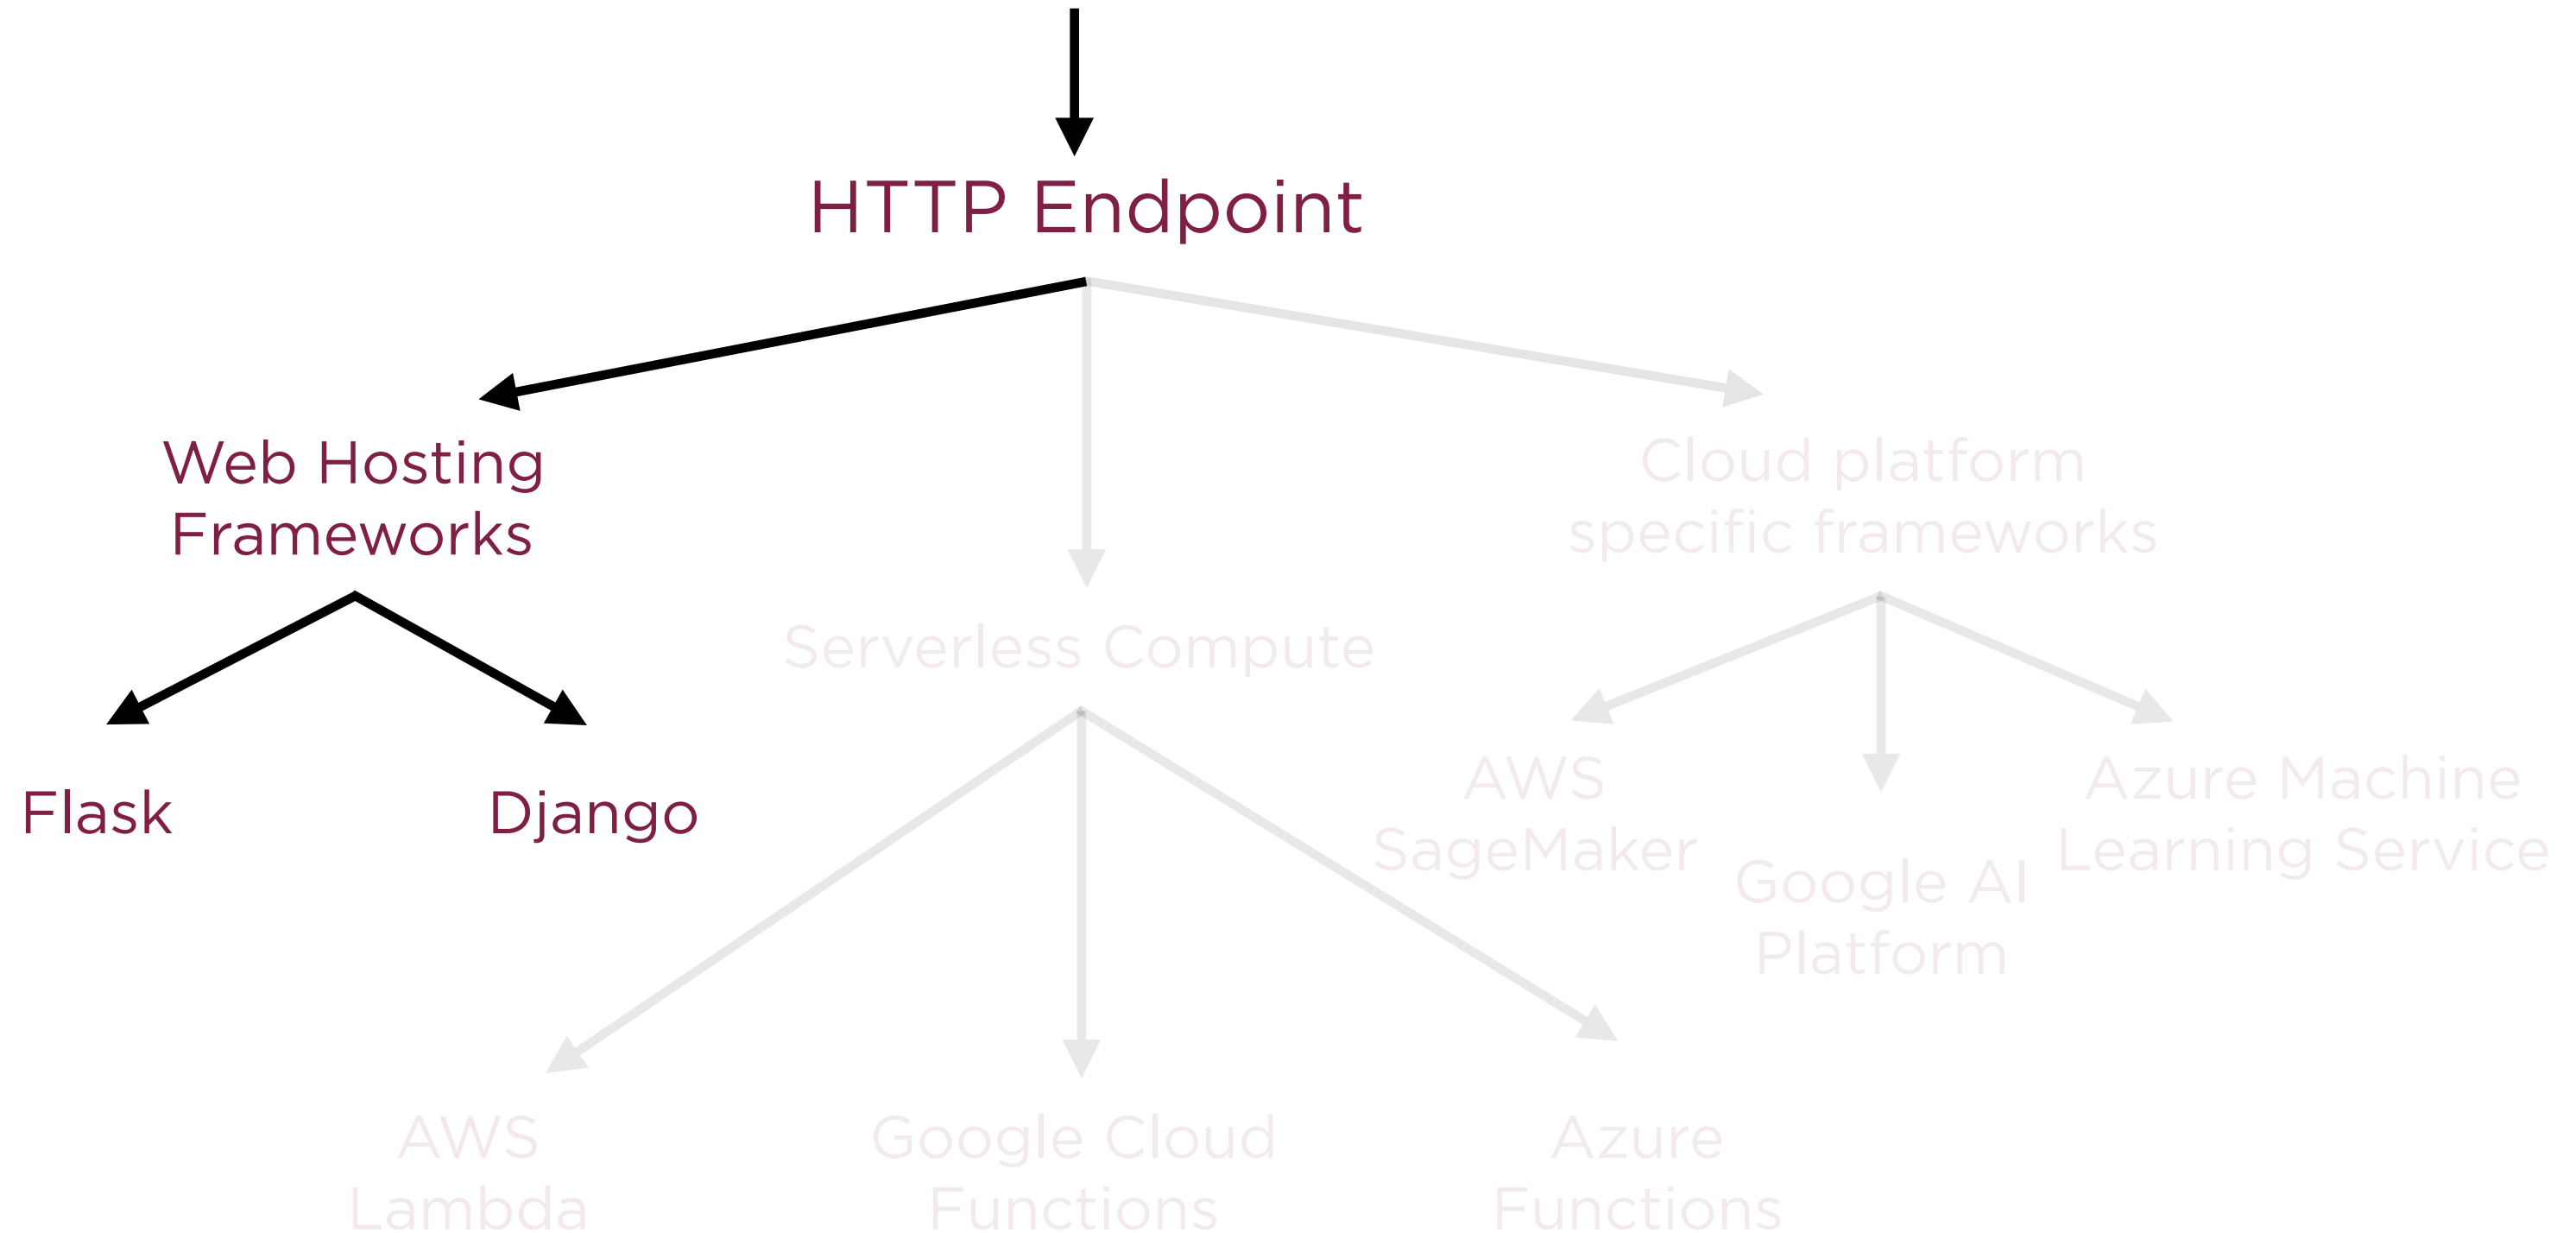 HTTP Endpoint
Web Hosting
Frameworks
Flask
Django
Serverless Compute
AWS
Lambda
Google Cloud
Functions
Azure
Functions
Cloud platform
specific frameworks
AWS
SageMaker
Google AI
Platform
Azure Machine
Learning Service